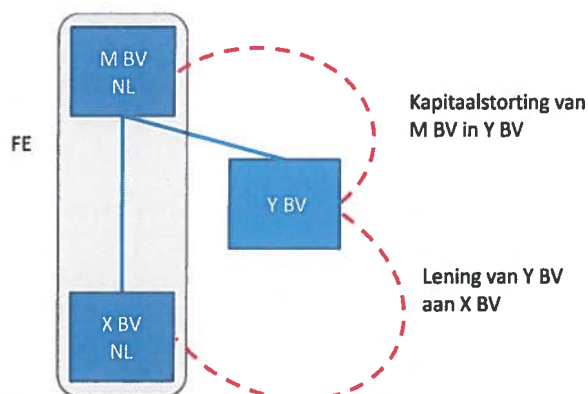 M BV
NL
Kapitaalstorting van
M BV in Y BV
FE
Y BV
Lening van Y BV
aan X BV
X BV
NL